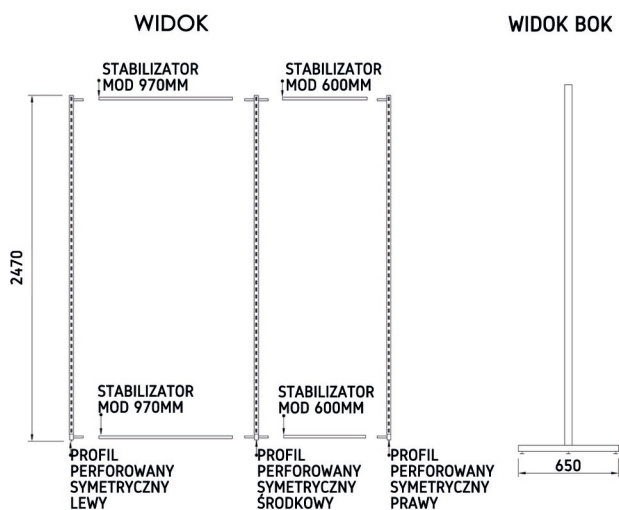 WIDOK
WIDOK BOK
STABILIZATOR
MOD 970MM
STABILIZATOR
MOD 600MM
2470
STABILIZATOR
MOD 970MM
STABILIZATOR
MOD 600MM
PROFIL
PERFOROWANY
SYMETRYCZNY
LEWY
PROFIL
PERFOROWANY
SYMETRYCZNY
ŚRODKOWY
PROFIL
PERFOROWANY
SYMETRYCZNY
PRAWY
650